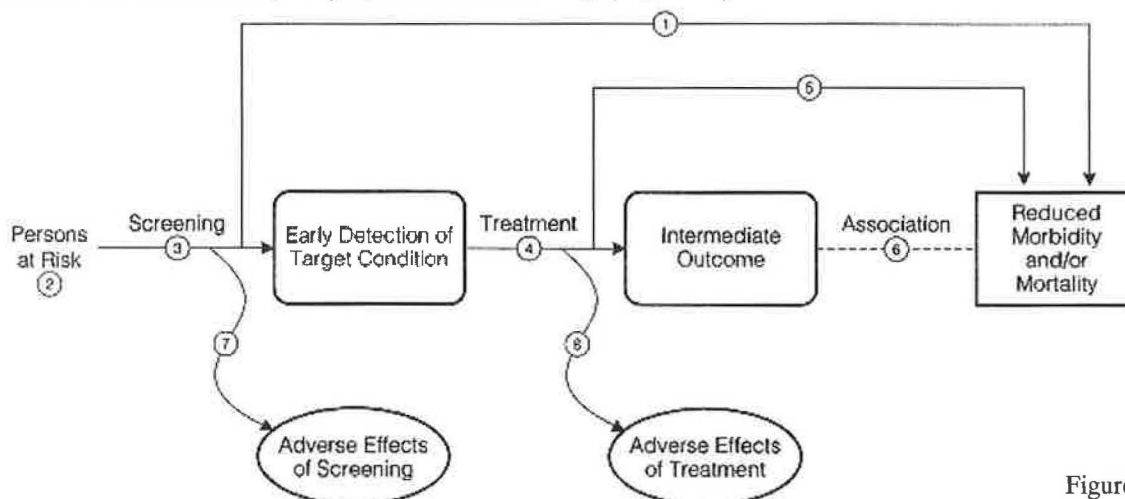 1
5
Persons
at Risk
2
Screening
3
Early Detection of
Target Condition
Treatment
4
Intermediate
Outcome
Association
6
Reduced
Morbidity
and/or
Mortality
7
8
Adverse Effects
of Screening
Adverse Effects
of Treatment
Figure